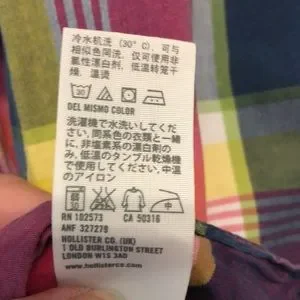 冷水机洗 (30° C), 可与
相似色同洗, 仅可使用非
氯性漂白剂, 低温转笼干
燥, 温烫
DEL MISMO COLOR
洗濯機で水洗いしてくださ
い, 同系色の衣類と一緒
に, 非塩素系の漂白剤の
み, 低温のタンブル乾燥機
で使用してください, 中温
のアイロン
RN 102573 CA 50316
ANF 327278
HOLLISTER CO. (UK)
1 OLD BURLINGTON STREET
LONDON W1S 3AD
www.hollisterco.com